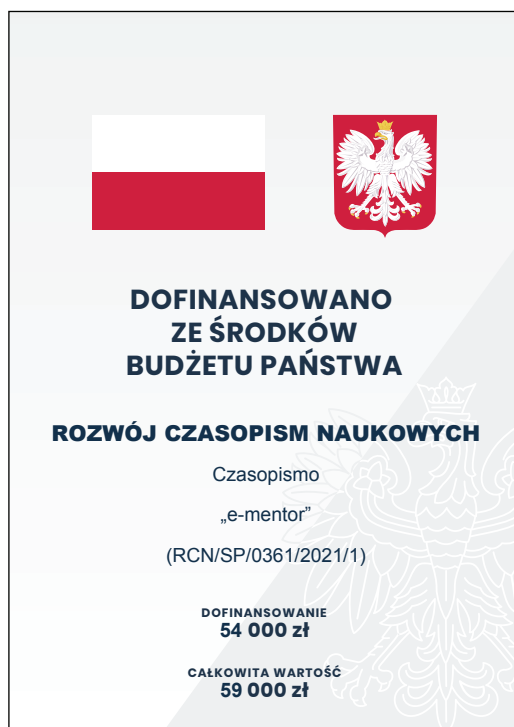 DOFINANSOWANO
ZE ŚRODKÓW
BUDŻETU PAŃSTWA
ROZWÓJ CZASOPISM NAUKOWYCH
Czasopismo
„e-mentor”
(RCN/SP/0361/2021/1)
DOFINANSOWANIE
54 000 zł
CAŁKOWITA WARTOŚĆ
59 000 zł